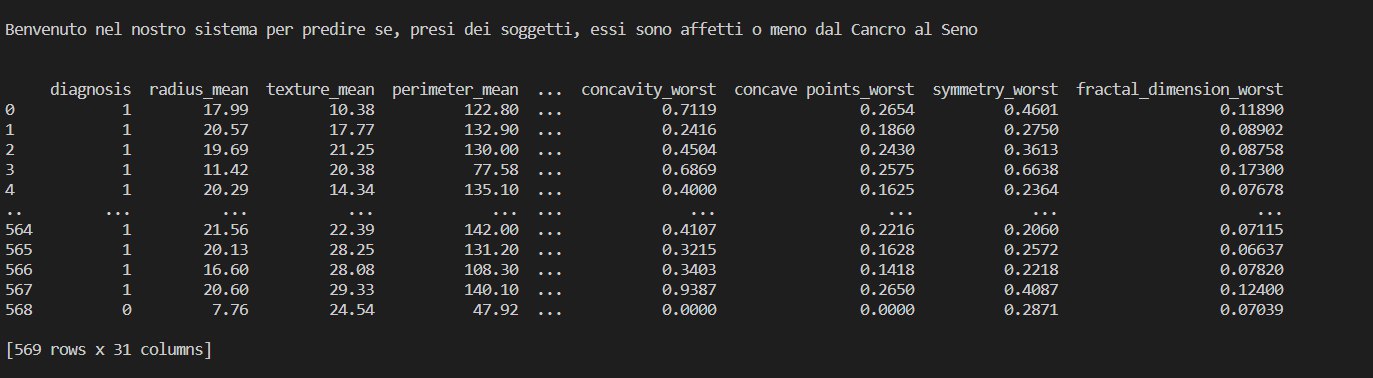 Benvenuto nel nostro sistema per predire se, presi dei soggetti, essi sono affetti o meno dal Cancro al Seno
diagnosis radius_mean texture_mean perimeter_mean ... concavity_worst concave points_worst symmetry_worst fractal_dimension_worst
0 1 17.99 10.38 122.80 ... 0.7119 0.2654 0.4601 0.11890
1 1 20.57 17.77 132.90 ... 0.2416 0.1860 0.2750 0.08902
2 1 19.69 21.25 130.00 ... 0.4504 0.2430 0.3613 0.08758
3 1 11.42 20.38 77.58 ... 0.6869 0.2575 0.6638 0.17300
4 1 20.29 14.34 135.10 ... 0.4000 0.1625 0.2364 0.07678
.. ... ... ... ... ... ... ... ... ...
564 1 21.56 22.39 142.00 ... 0.4107 0.2216 0.2060 0.07115
565 1 20.13 28.25 131.20 ... 0.3215 0.1628 0.2572 0.06637
566 1 16.60 28.08 108.30 ... 0.3403 0.1418 0.2218 0.07820
567 1 20.60 29.33 140.10 ... 0.9387 0.2650 0.4087 0.12400
568 0 7.76 24.54 47.92 ... 0.0000 0.0000 0.2871 0.07039
[569 rows x 31 columns]